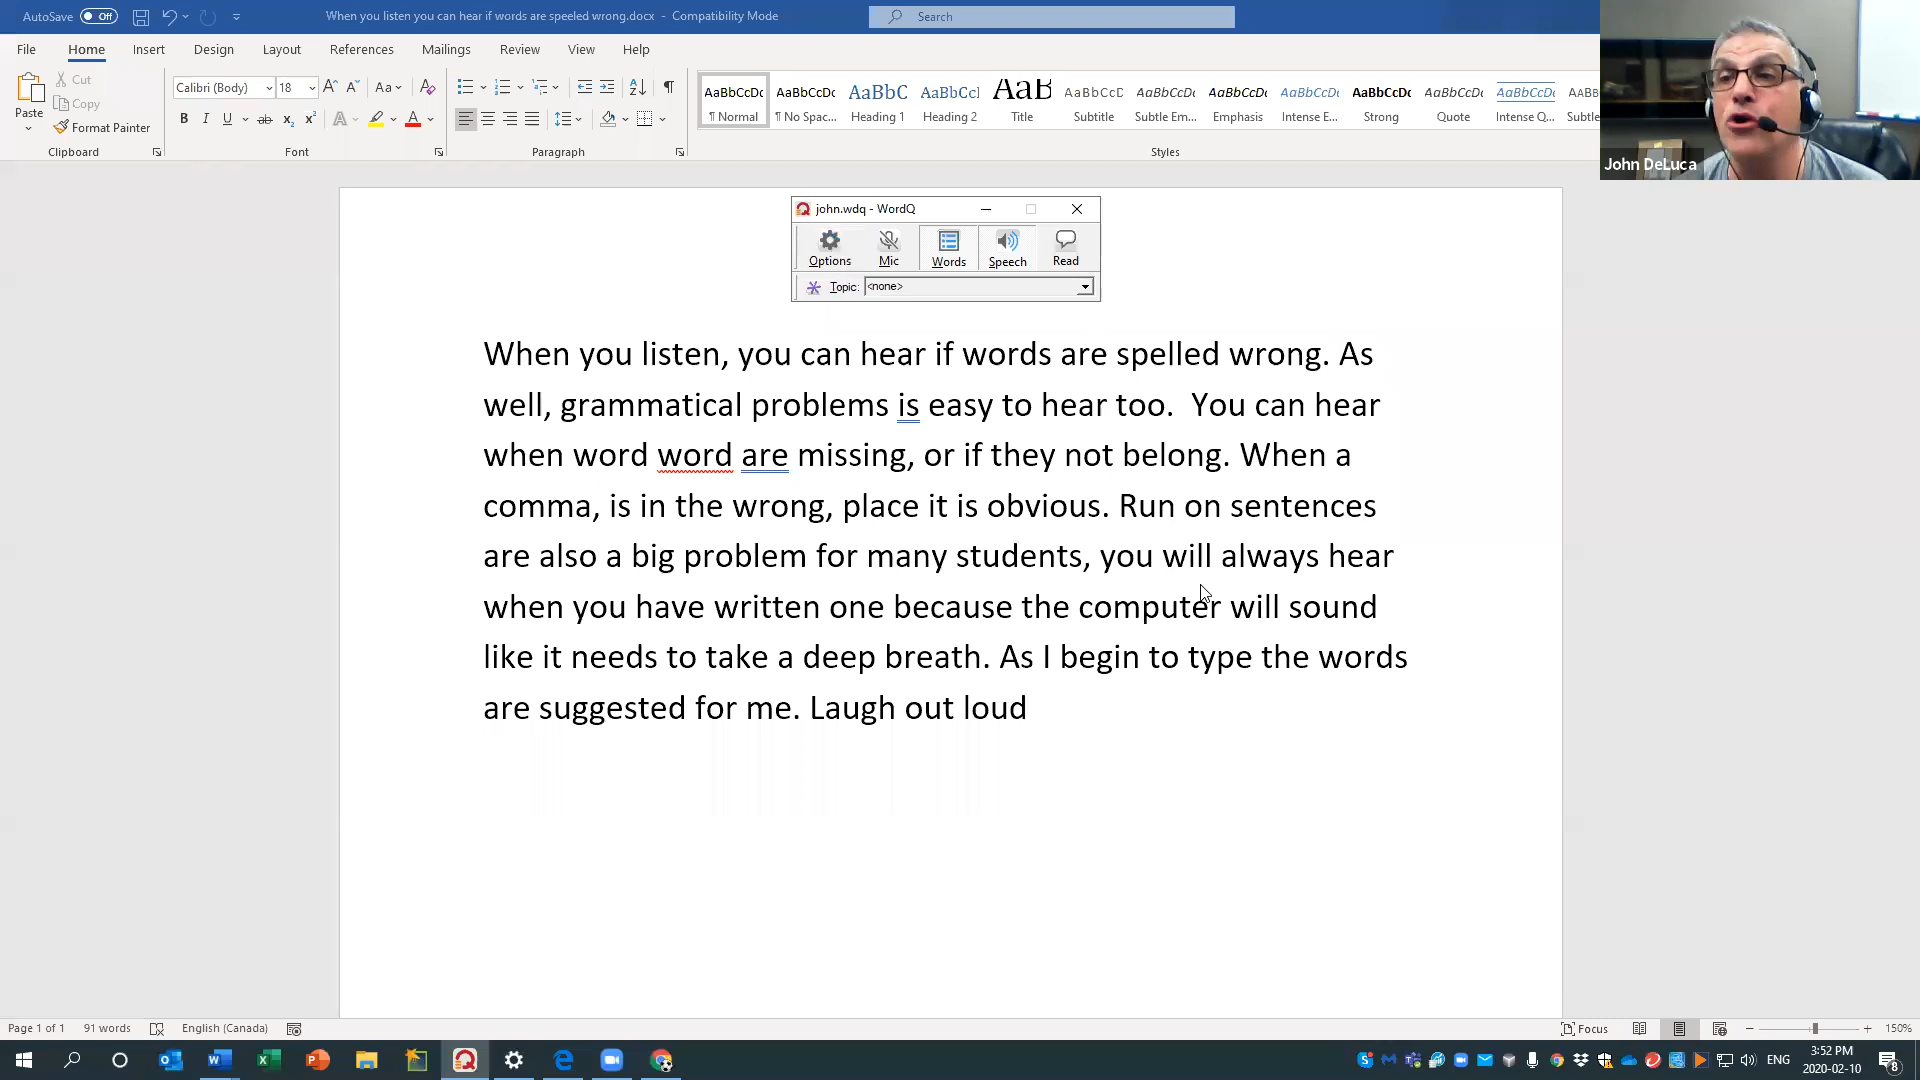 AutoSave Off When you listen you can hear if words are speeled wrong.docx - Compatibility Mode Search
File Home Insert Design Layout References Mailings Review View Help
Paste Cut Copy Format Painter
Calibri (Body) 18
AaBbCcDc AaBbCcDc AaBbC AaBbCcI AaB AaBbCcD AaBbCcDc AaBbCcDc AaBbCcDc AaBbCcDc AaBbCcDc AaBbCcDc AABB
¶ Normal ¶ No Spac... Heading 1 Heading 2 Title Subtitle Subtle Em... Emphasis Intense E... Strong Quote Intense Q... Subtle
Clipboard Font Paragraph Styles
John DeLuca
john.wdq - WordQ
Options Mic Words Speech Read
Topic: <none>
When you listen, you can hear if words are spelled wrong. As
well, grammatical problems is easy to hear too. You can hear
when word word are missing, or if they not belong. When a
comma, is in the wrong, place it is obvious. Run on sentences
are also a big problem for many students, you will always hear
when you have written one because the computer will sound
like it needs to take a deep breath. As I begin to type the words
are suggested for me. Laugh out loud
Page 1 of 1 91 words English (Canada) Focus 150%
ENG 3:52 PM
2020-02-10 8